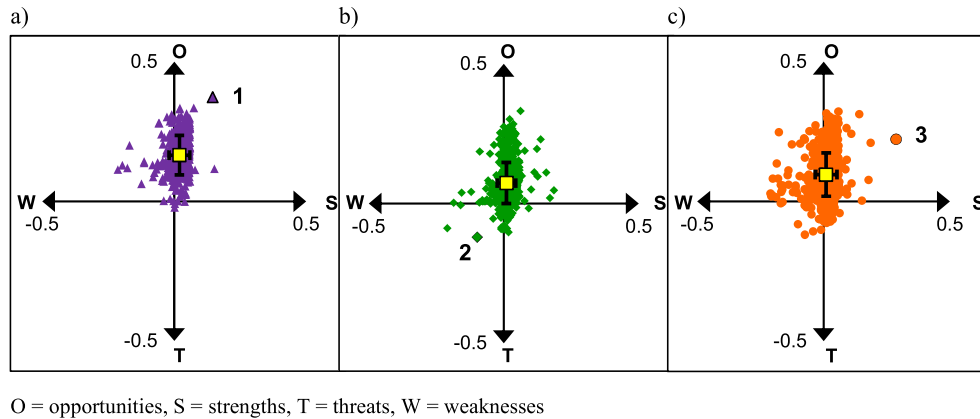 a) b) c)
O O O
0.5 0.5 0.5
1 3
W S W S W S
-0.5 0.5 -0.5 0.5 -0.5 0.5
2
-0.5 -0.5 -0.5
T T T
O = opportunities, S = strengths, T = threats, W = weaknesses